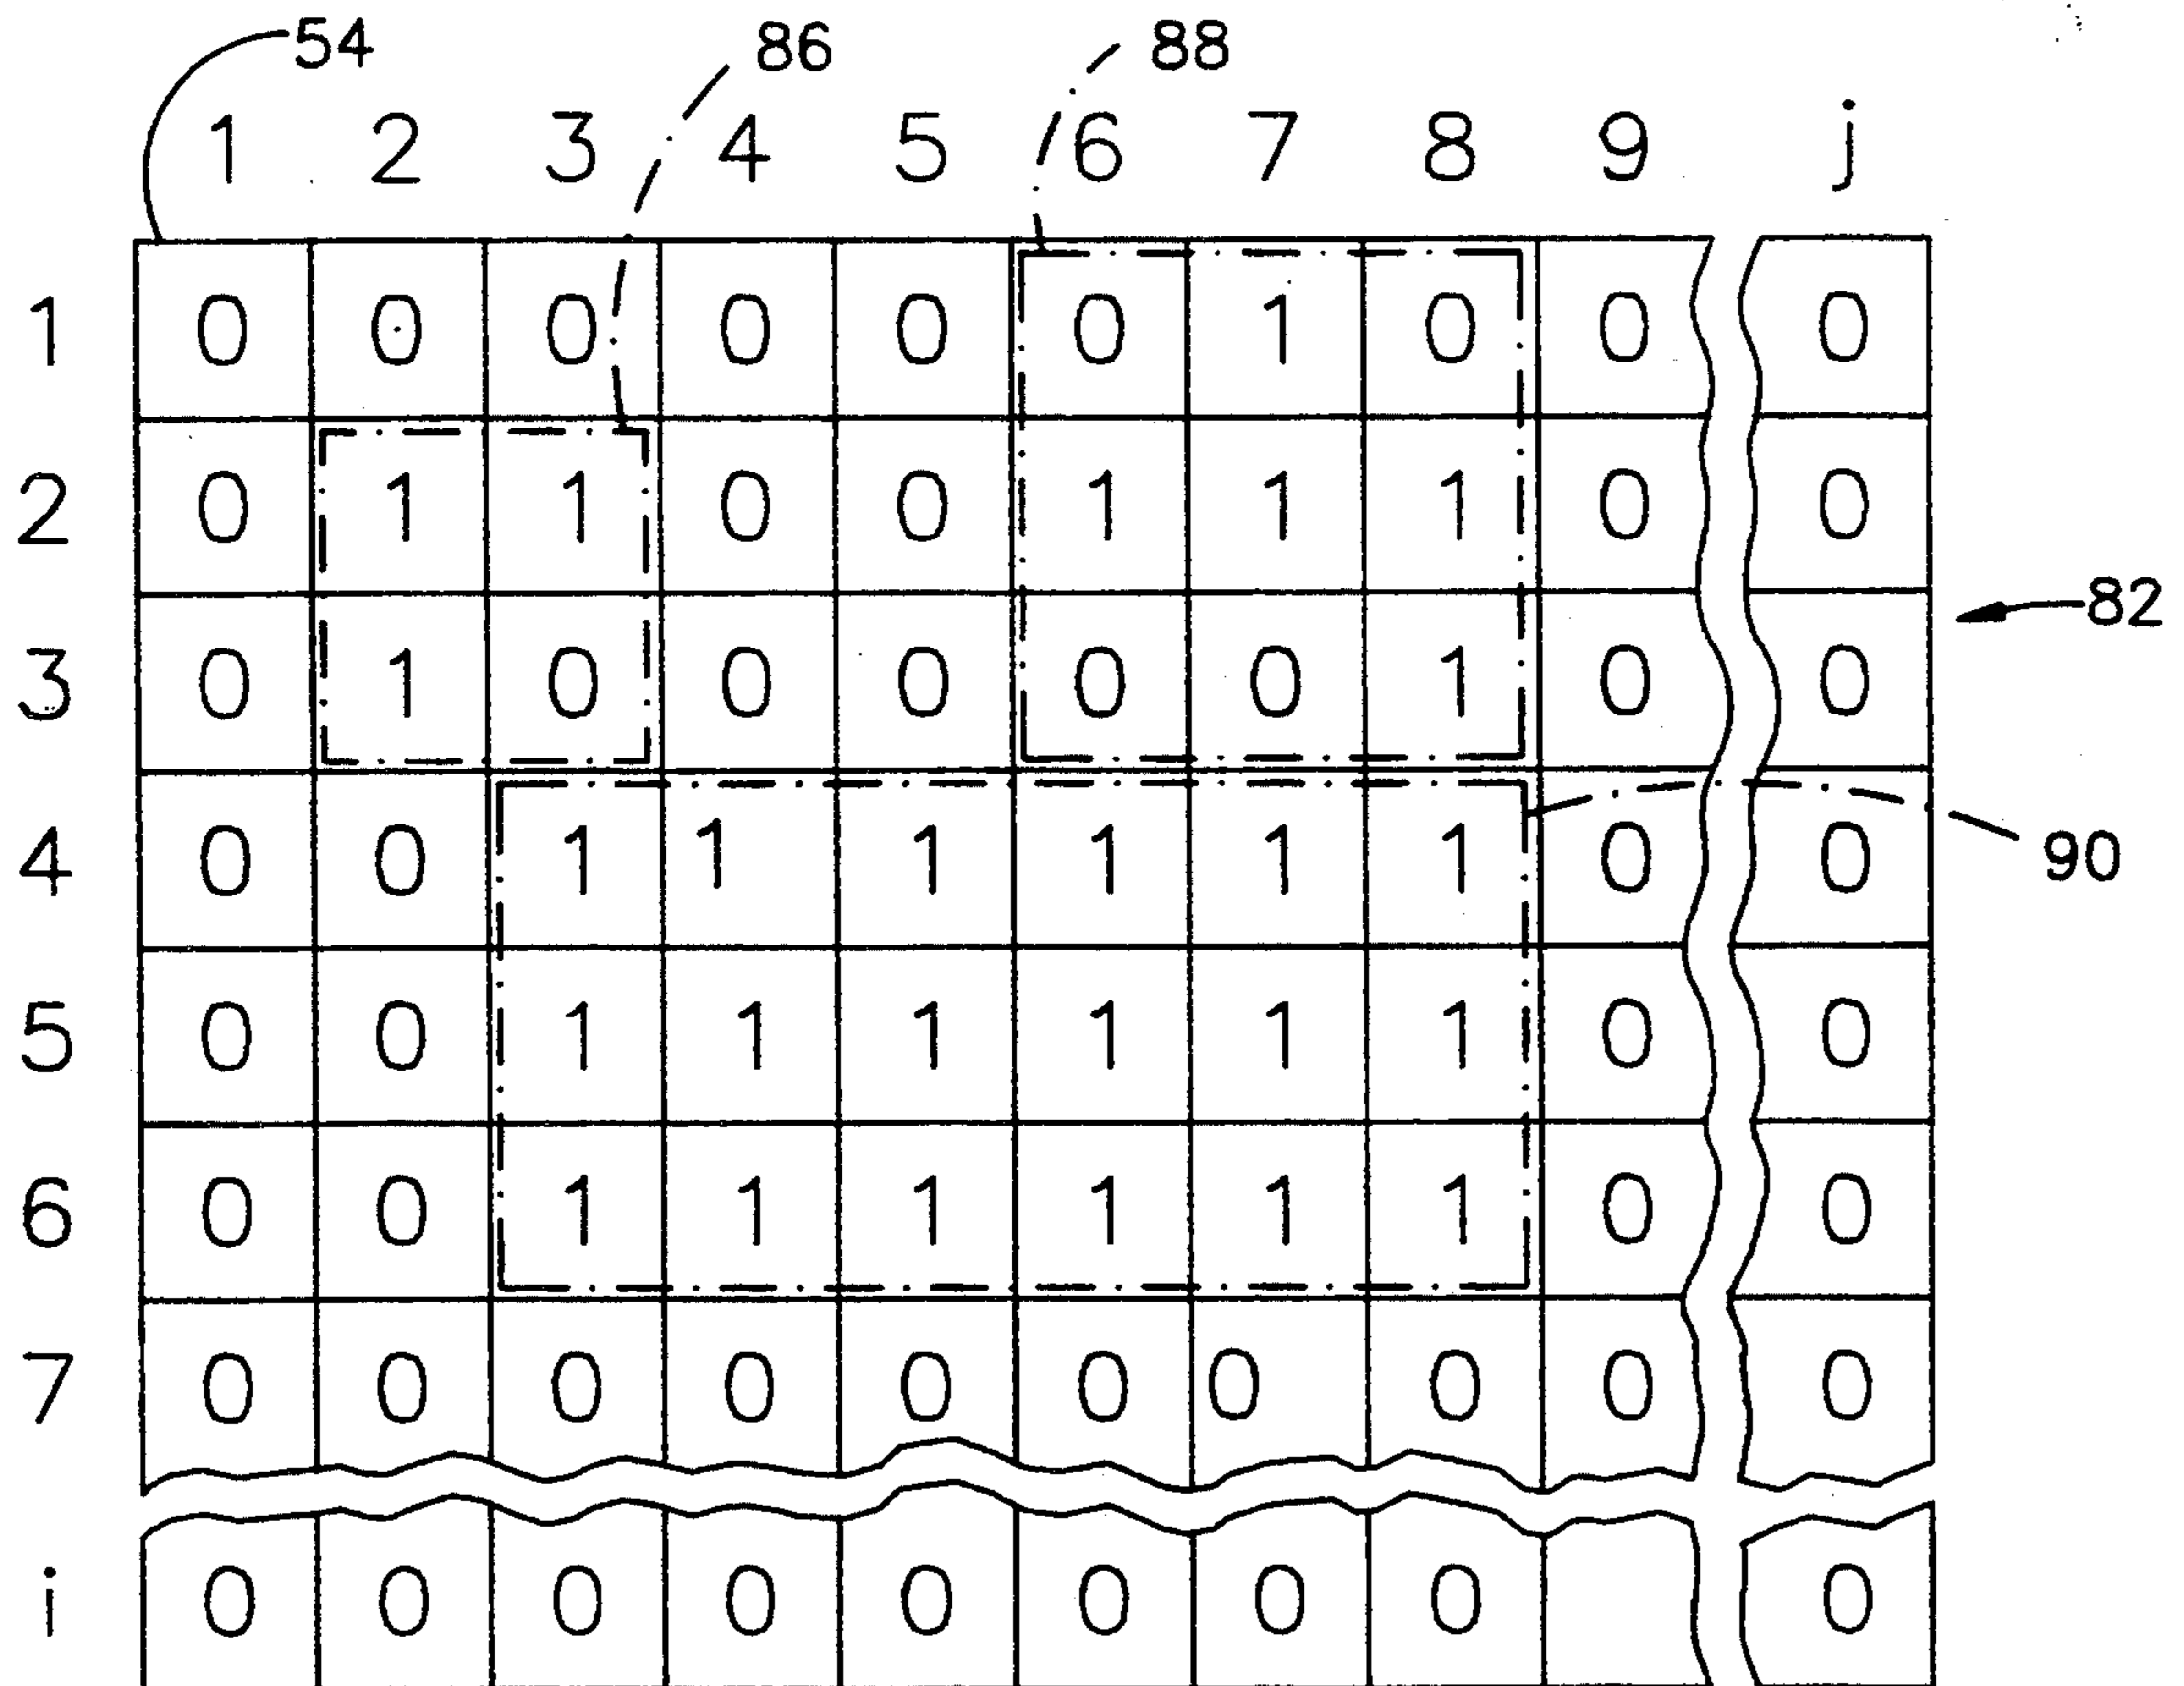 54 86 88
1 2 3 4 5 6 7 8 9 j
1 0 0 0 0 0 0 1 0 0 0
2 0 1 1 0 0 1 1 1 0 0
82
3 0 1 0 0 0 0 0 1 0 0
4 0 0 1 1 1 1 1 1 0 0
90
5 0 0 1 1 1 1 1 1 0 0
6 0 0 1 1 1 1 1 1 0 0
7 0 0 0 0 0 0 0 0 0 0
i 0 0 0 0 0 0 0 0 0